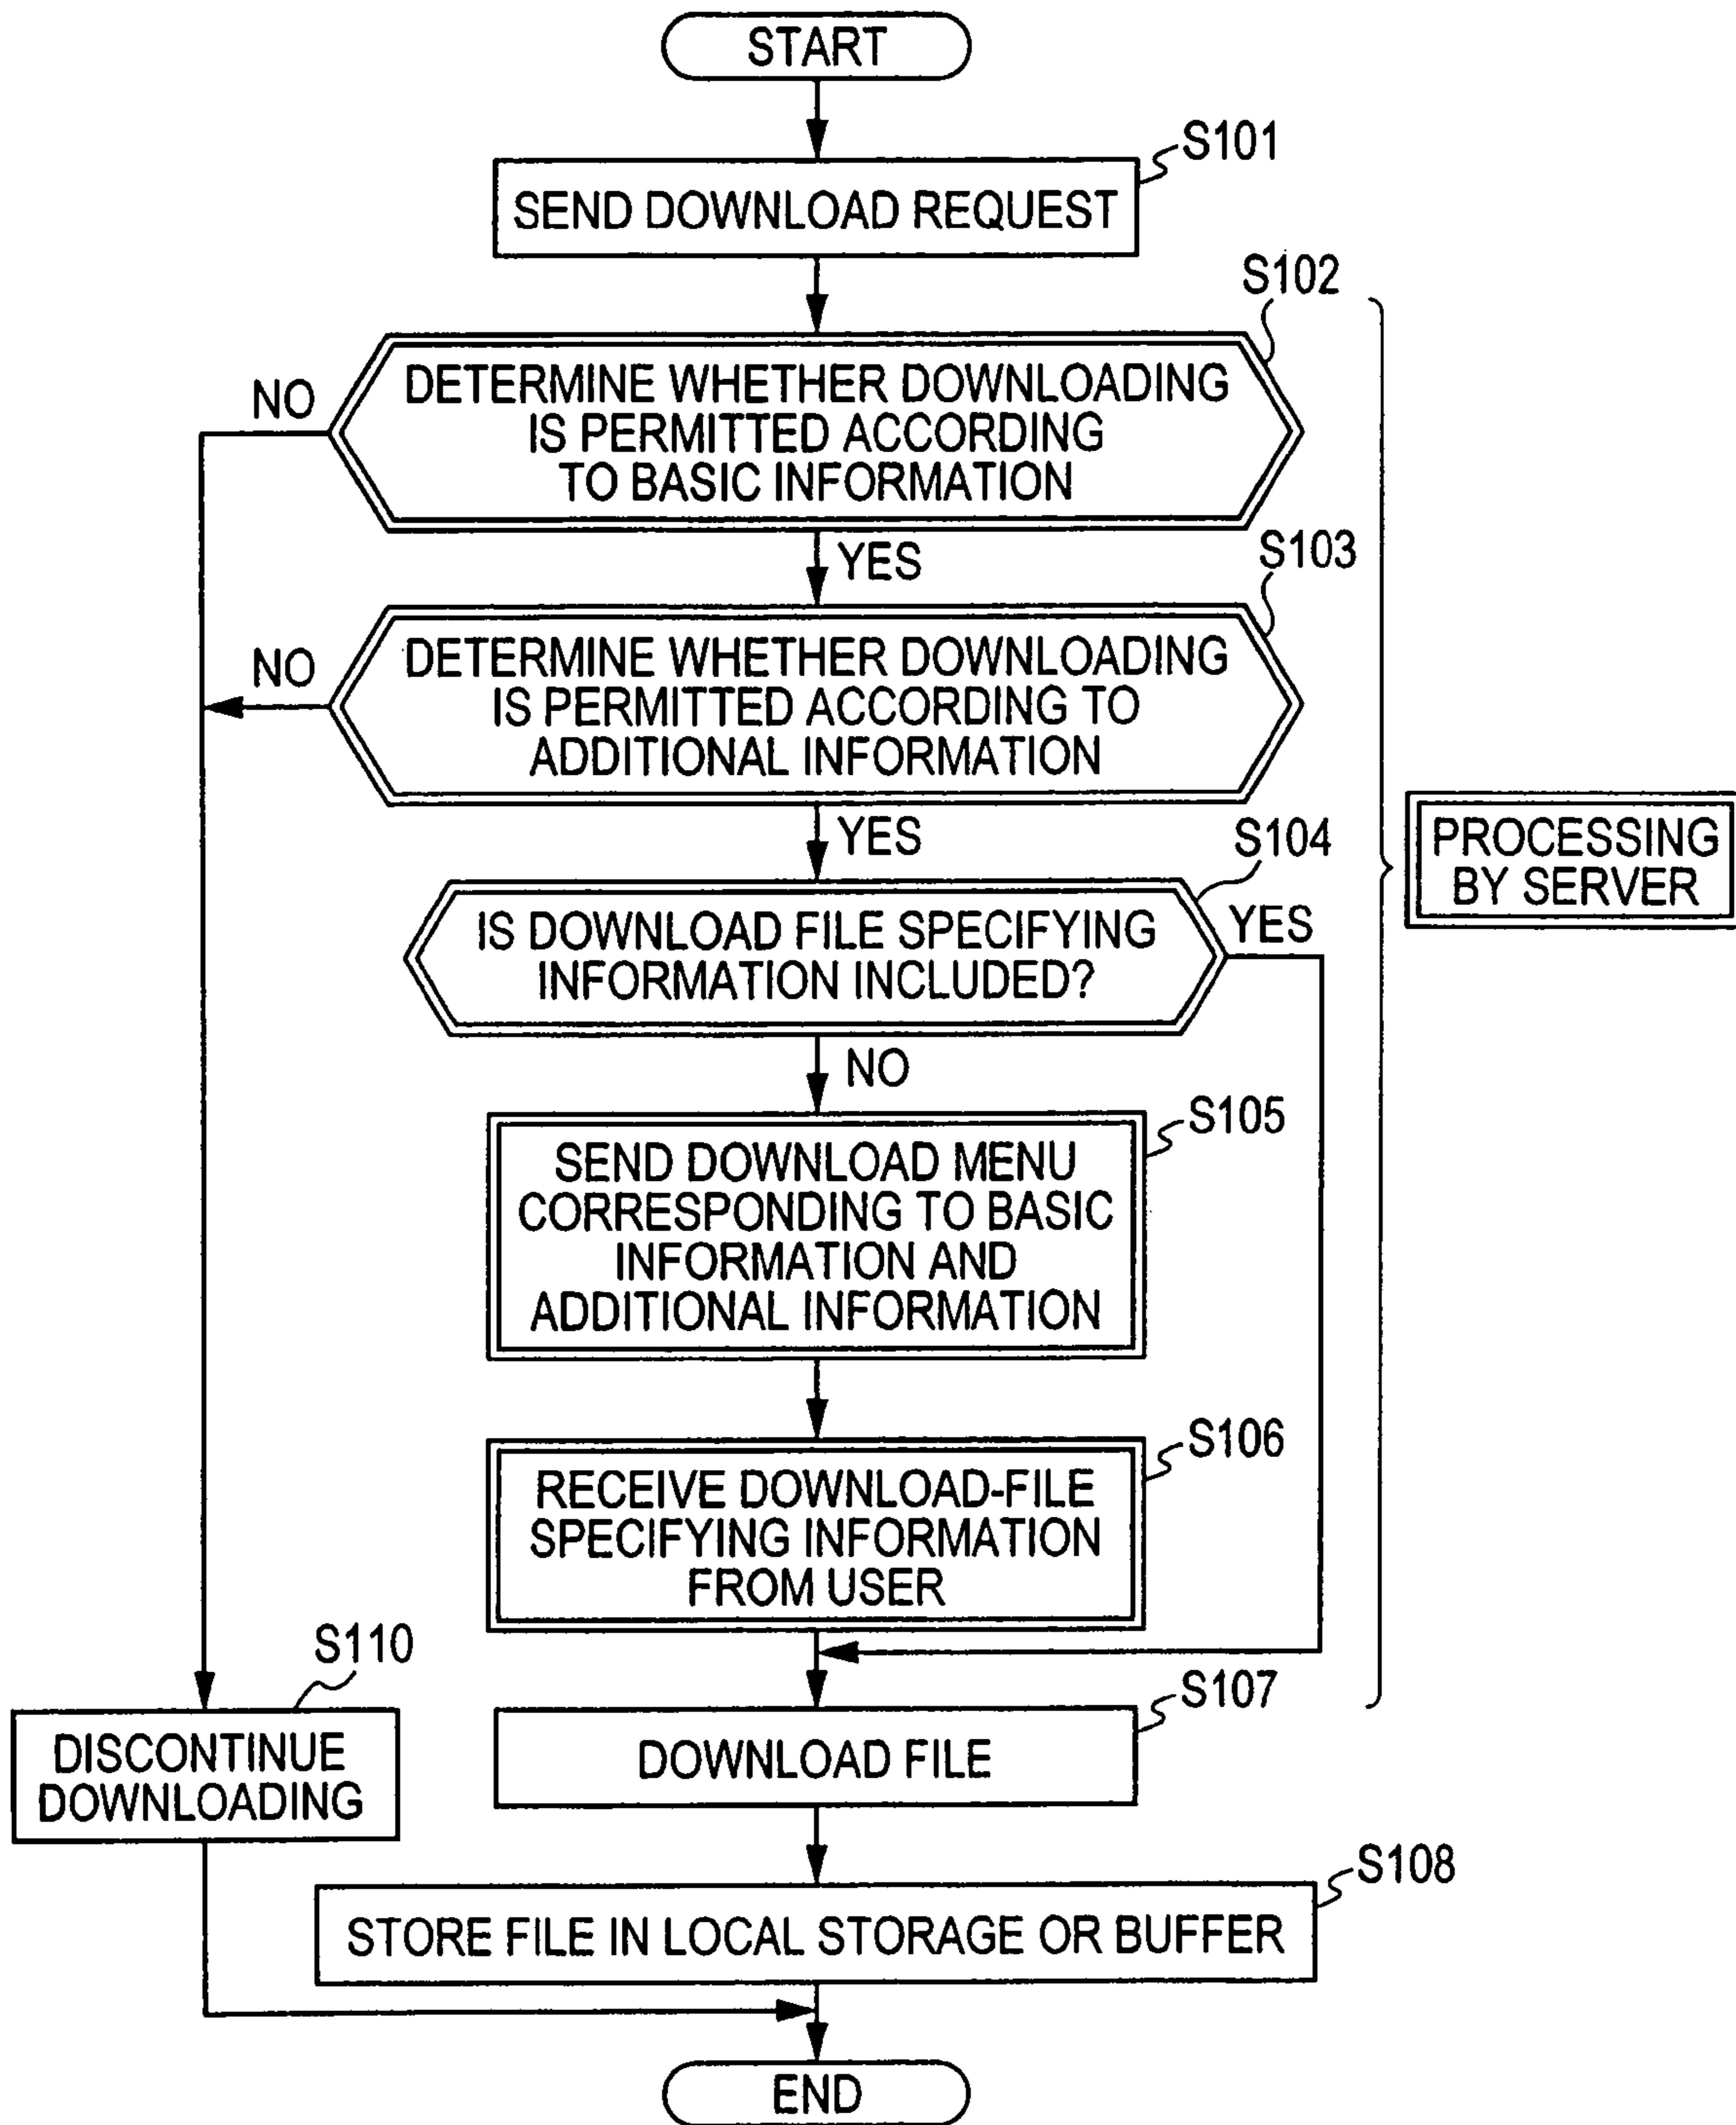 START
S101
SEND DOWNLOAD REQUEST
S102
NO
DETERMINE WHETHER DOWNLOADING
IS PERMITTED ACCORDING
TO BASIC INFORMATION
YES
S103
NO
DETERMINE WHETHER DOWNLOADING
IS PERMITTED ACCORDING TO
ADDITIONAL INFORMATION
YES
S104
PROCESSING
BY SERVER
IS DOWNLOAD FILE SPECIFYING
INFORMATION INCLUDED?
YES
NO
S105
SEND DOWNLOAD MENU
CORRESPONDING TO BASIC
INFORMATION AND
ADDITIONAL INFORMATION
S106
RECEIVE DOWNLOAD-FILE
SPECIFYING INFORMATION
FROM USER
S110
DISCONTINUE
DOWNLOADING
S107
DOWNLOAD FILE
S108
STORE FILE IN LOCAL STORAGE OR BUFFER
END